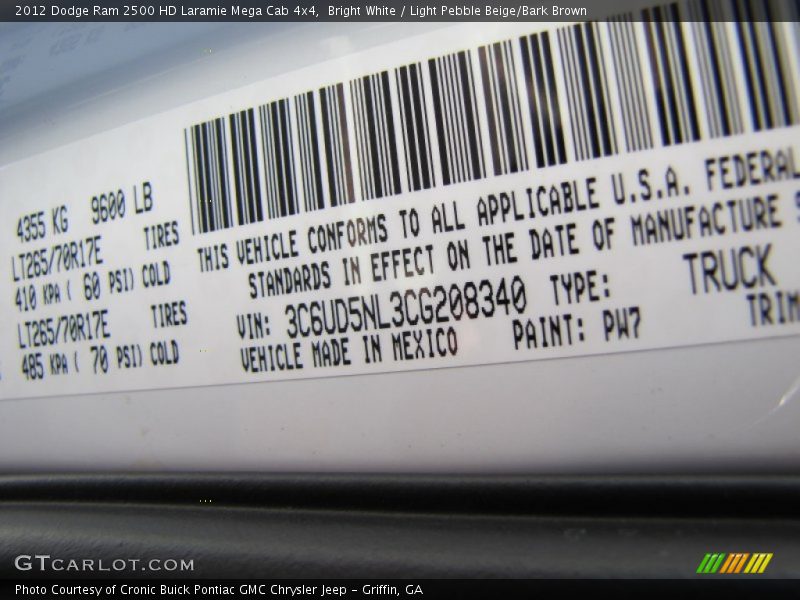 2012 Dodge Ram 2500 HD Laramie Mega Cab 4x4,  Bright White / Light Pebble Beige/Bark Brown
4355 KG 9600 LB
LT265/70R17E TIRES
410 KPA ( 60 PSI) COLD
LT265/70R17E TIRES
485 KPA ( 70 PSI) COLD
THIS VEHICLE CONFORMS TO ALL APPLICABLE U.S.A. FEDERAL
STANDARDS IN EFFECT ON THE DATE OF MANUFACTURE
VIN: 3C6UD5NL3CG208340 TYPE: TRUCK
VEHICLE MADE IN MEXICO PAINT: PW7 TRIM
GTCARLOT.COM
Photo Courtesy of Cronic Buick Pontiac GMC Chrysler Jeep - Griffin, GA